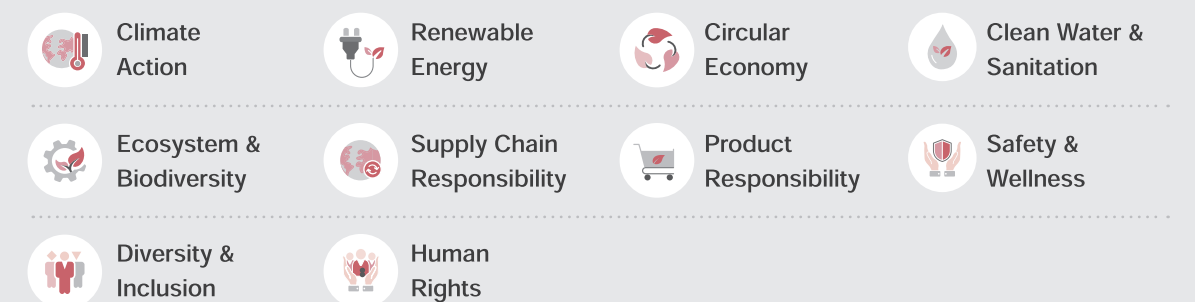 Climate
Action
Renewable
Energy
Circular
Economy
Clean Water &
Sanitation
Ecosystem &
Biodiversity
Supply Chain
Responsibility
Product
Responsibility
Safety &
Wellness
Diversity &
Inclusion
Human
Rights